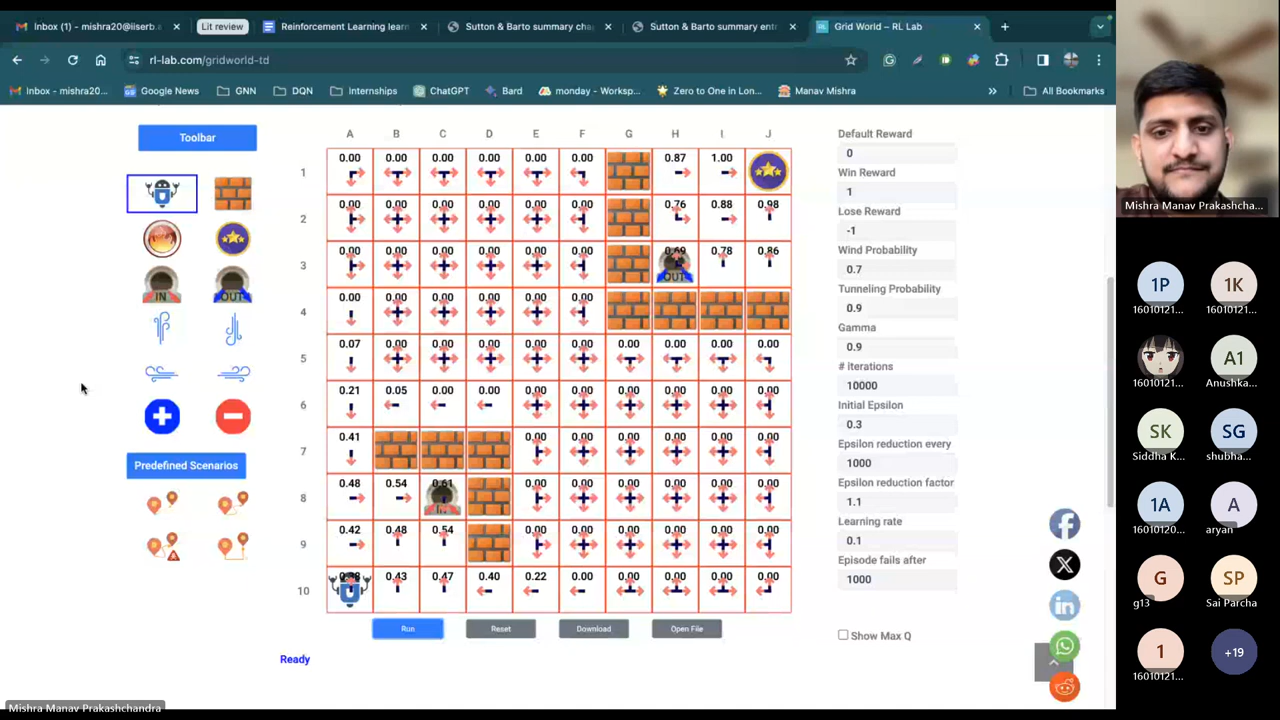 Inbox (1) - mishra20@iiserb.a
Lit review
Reinforcement Learning learn
Sutton & Barto summary cha
Sutton & Barto summary entr
Grid World – RL Lab
rl-lab.com/gridworld-td
Inbox - mishra20...
Google News
GNN
DQN
Internships
ChatGPT
Bard
monday - Worksp...
Zero to One in Lon...
Manav Mishra
All Bookmarks
Toolbar
IN
OUT
Predefined Scenarios
A B C D E F G H I J
1 0.00 0.00 0.00 0.00 0.00 0.00 0.87 1.00
2 0.00 0.00 0.00 0.00 0.00 0.00 0.76 0.88 0.98
3 0.00 0.00 0.00 0.00 0.00 0.00 0.69 0.78 0.86
OUT
4 0.00 0.00 0.00 0.00 0.00 0.00
5 0.07 0.00 0.00 0.00 0.00 0.00 0.00 0.00 0.00 0.00
6 0.21 0.05 0.00 0.00 0.00 0.00 0.00 0.00 0.00 0.00
7 0.41 0.00 0.00 0.00 0.00 0.00 0.00
8 0.48 0.54 0.61 0.00 0.00 0.00 0.00 0.00 0.00
9 0.42 0.48 0.54 0.00 0.00 0.00 0.00 0.00 0.00
10 0.43 0.47 0.40 0.22 0.00 0.00 0.00 0.00 0.00
Run
Reset
Download
Open File
Ready
Default Reward
0
Win Reward
1
Lose Reward
-1
Wind Probability
0.7
Tunneling Probability
0.9
Gamma
0.9
# iterations
10000
Initial Epsilon
0.3
Epsilon reduction every
1000
Epsilon reduction factor
1.1
Learning rate
0.1
Episode fails after
1000
Show Max Q
Mishra Manav Prakashchandra
Mishra Manav Prakashcha...
1P
16010121...
1K
16010121...
16010121...
A1
Anushka...
SK
Siddha K...
SG
shubha...
1A
16010120...
A
aryan
G
g13
SP
Sai Parcha
1
16010121...
+19